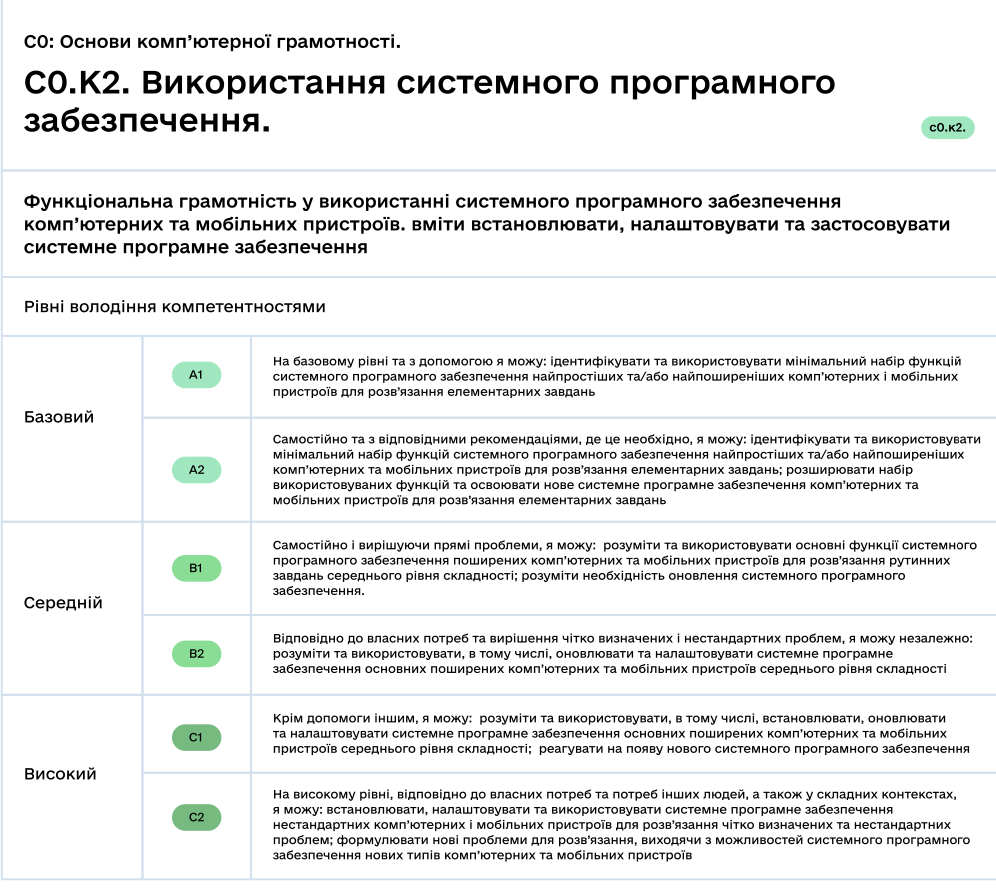 С0: Основи комп’ютерної грамотності.
С0.К2. Використання системного програмного
забезпечення.
с0.к2.
Функціональна грамотність у використанні системного програмного забезпечення
комп’ютерних та мобільних пристроїв. вміти встановлювати, налаштовувати та застосовувати
системне програмне забезпечення
Рівні володіння компетентностями
Базовий
А1
На базовому рівні та з допомогою я можу: ідентифікувати та використовувати мінімальний набір функцій
системного програмного забезпечення найпростіших та/або найпоширеніших комп’ютерних і мобільних
пристроїв для розв’язання елементарних завдань
А2
Самостійно та з відповідними рекомендаціями, де це необхідно, я можу: ідентифікувати та використовувати
мінімальний набір функцій системного програмного забезпечення найпростіших та/або найпоширеніших
комп’ютерних та мобільних пристроїв для розв’язання елементарних завдань; розширювати набір
використовуваних функцій та освоювати нове системне програмне забезпечення комп’ютерних та
мобільних пристроїв для розв’язання елементарних завдань
Середній
В1
Самостійно і вирішуючи прямі проблеми, я можу:  розуміти та використовувати основні функції системного
програмного забезпечення поширених комп’ютерних та мобільних пристроїв для розв’язання рутинних
завдань середнього рівня складності; розуміти необхідність оновлення системного програмного
забезпечення.
В2
Відповідно до власних потреб та вирішення чітко визначених і нестандартних проблем, я можу незалежно:
розуміти та використовувати, в тому числі, оновлювати та налаштовувати системне програмне
забезпечення основних поширених комп’ютерних та мобільних пристроїв середнього рівня складності
Високий
С1
Крім допомоги іншим, я можу:  розуміти та використовувати, в тому числі, встановлювати, оновлювати
та налаштовувати системне програмне забезпечення основних поширених комп’ютерних та мобільних
пристроїв середнього рівня складності;  реагувати на появу нового системного програмного забезпечення
С2
На високому рівні, відповідно до власних потреб та потреб інших людей, а також у складних контекстах,
я можу: встановлювати, налаштовувати та використовувати системне програмне забезпечення
нестандартних комп’ютерних і мобільних пристроїв для розв’язання чітко визначених та нестандартних
проблем; формулювати нові проблеми для розв’язання, виходячи з можливостей системного програмного
забезпечення нових типів комп’ютерних та мобільних пристроїв